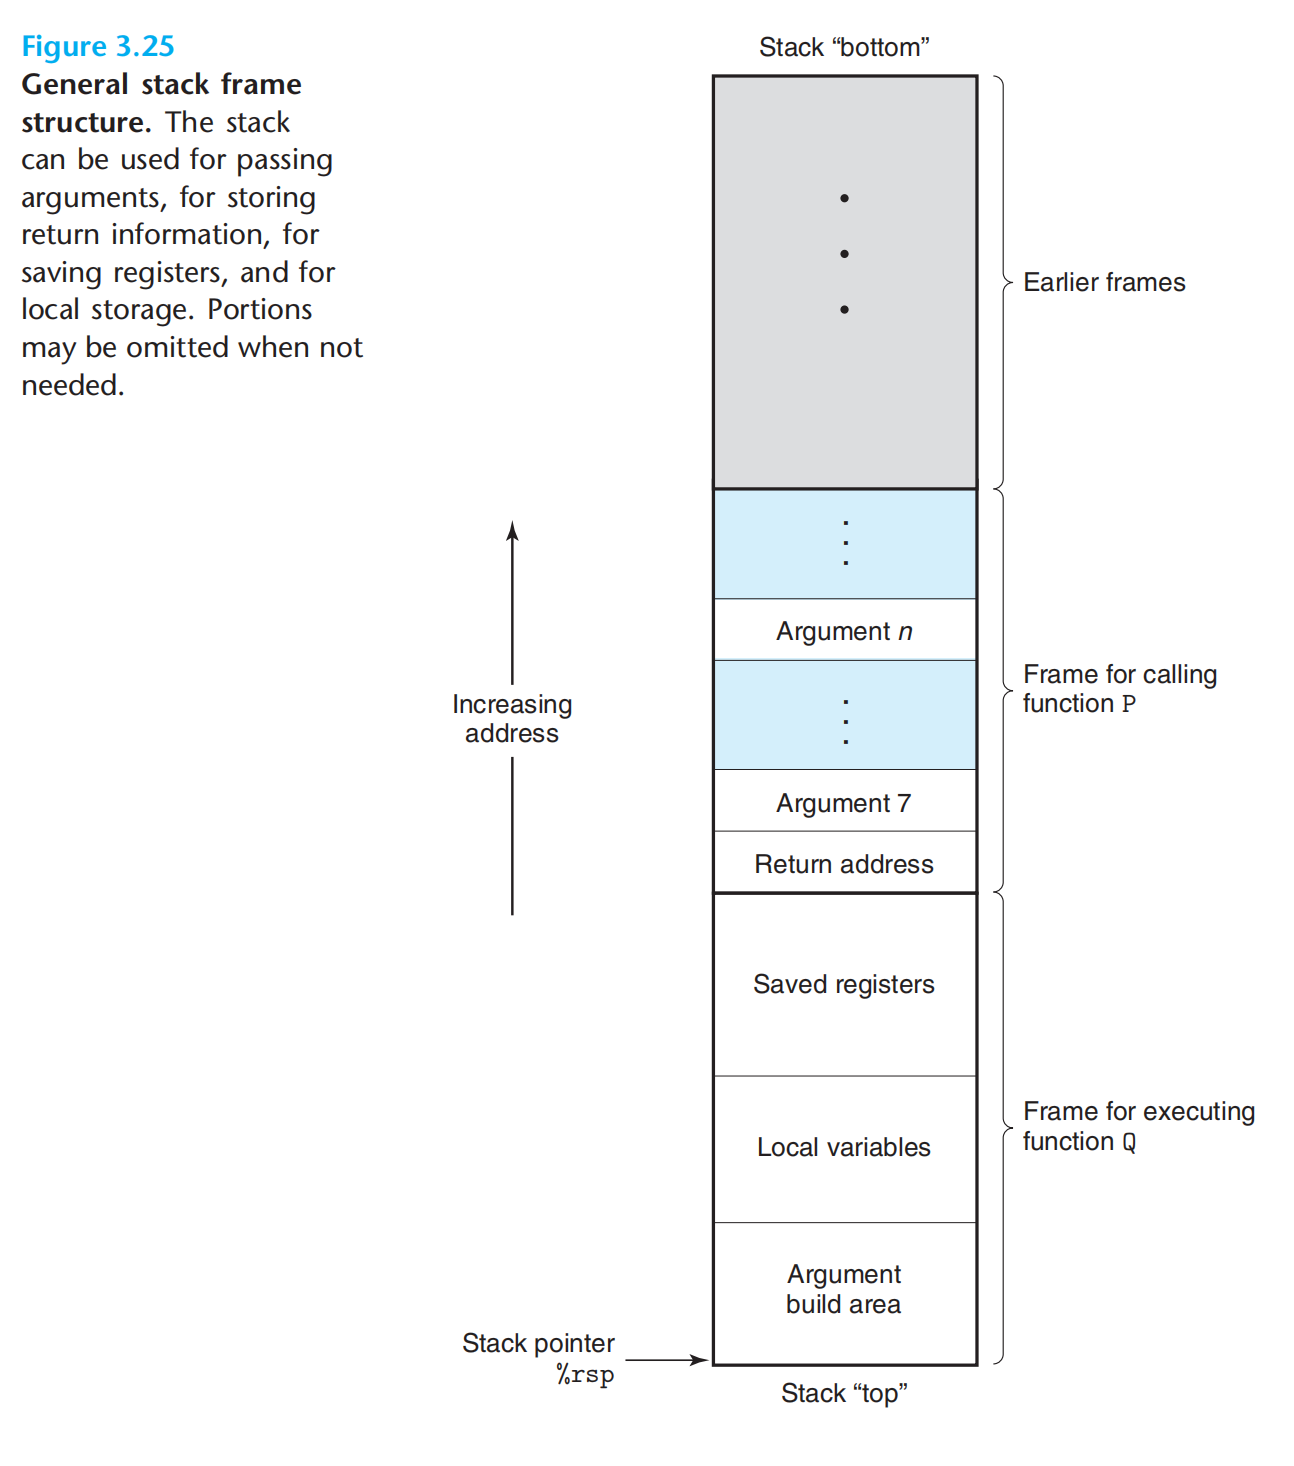 Figure 3.25
General stack frame
structure. The stack
can be used for passing
arguments, for storing
return information, for
saving registers, and for
local storage. Portions
may be omitted when not
needed.
Stack “bottom”
Earlier frames
Argument n
Frame for calling
function P
Increasing
address
Argument 7
Return address
Saved registers
Frame for executing
function Q
Local variables
Argument
build area
Stack pointer
%rsp
Stack “top”